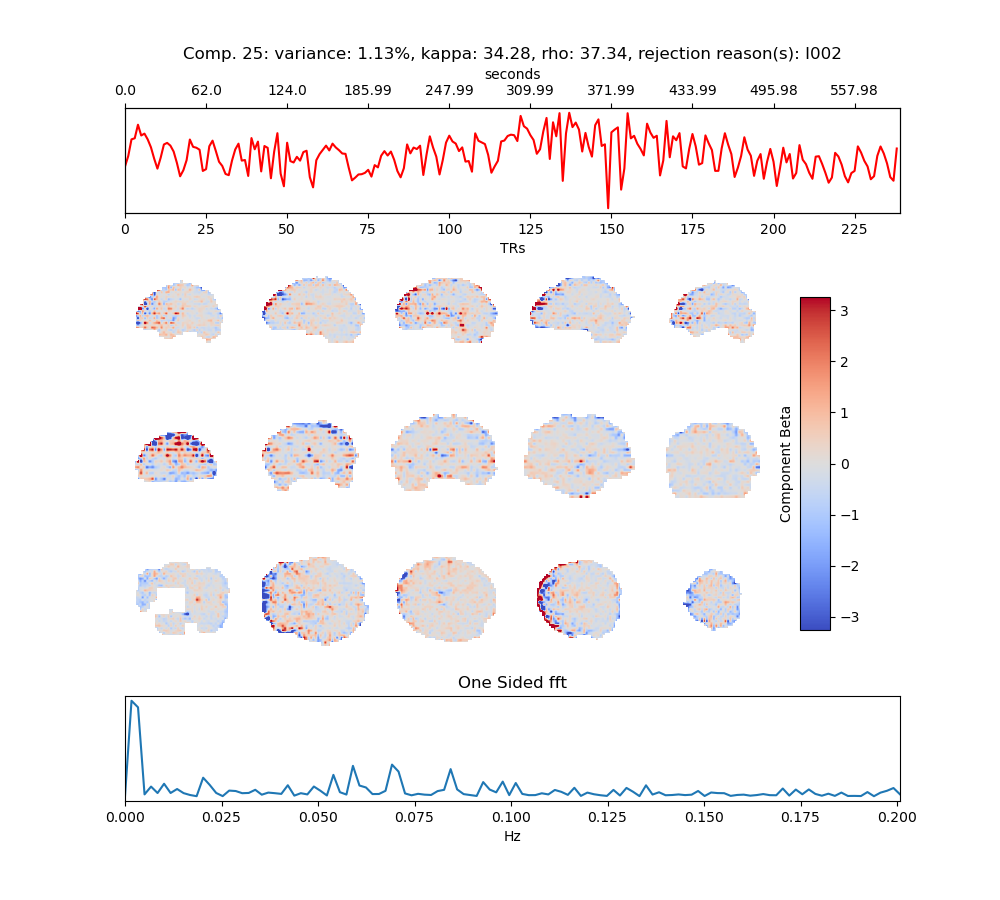 Comp. 25: variance: 1.13%, kappa: 34.28, rho: 37.34, rejection reason(s): I002
seconds
0.0 62.0 124.0 185.99 247.99 309.99 371.99 433.99 495.98 557.98
0 25 50 75 100 125 150 175 200 225
TRs
3
2
1
0
−1
−2
−3
Component Beta
One Sided fft
0.000 0.025 0.050 0.075 0.100 0.125 0.150 0.175 0.200
Hz